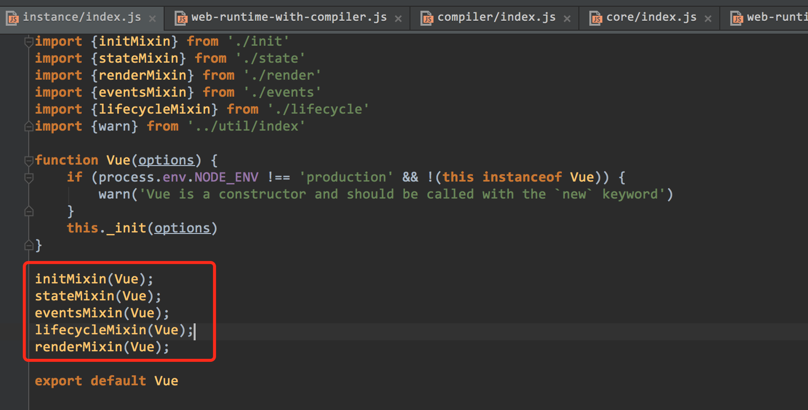 instance/index.js × web-runtime-with-compiler.js × compiler/index.js × core/index.js × web-runti
import {initMixin} from './init'
import {stateMixin} from './state'
import {renderMixin} from './render'
import {eventsMixin} from './events'
import {lifecycleMixin} from './lifecycle'
import {warn} from '../util/index'
function Vue(options) {
if (process.env.NODE_ENV !== 'production' && !(this instanceof Vue)) {
warn('Vue is a constructor and should be called with the `new` keyword')
}
this._init(options)
}
initMixin(Vue);
stateMixin(Vue);
eventsMixin(Vue);
lifecycleMixin(Vue);
renderMixin(Vue);
export default Vue